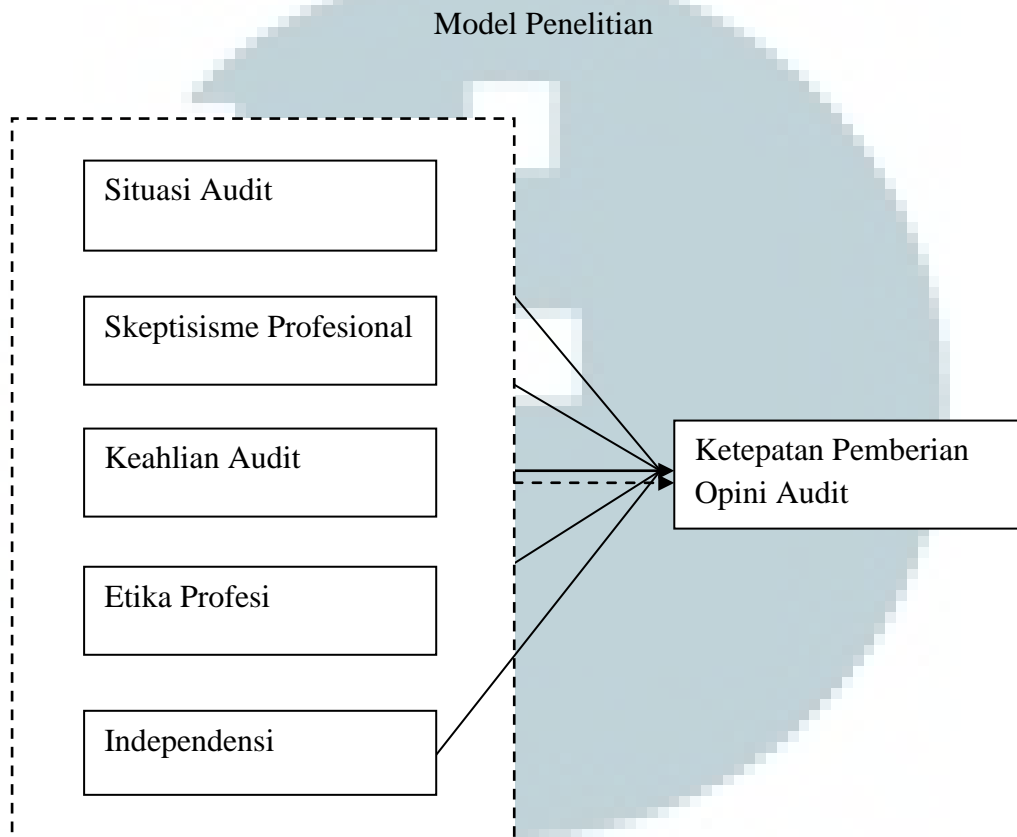 Model Penelitian
Situasi Audit
Skeptisisme Profesional
Keahlian Audit
Etika Profesi
Independensi
Ketepatan Pemberian
Opini Audit